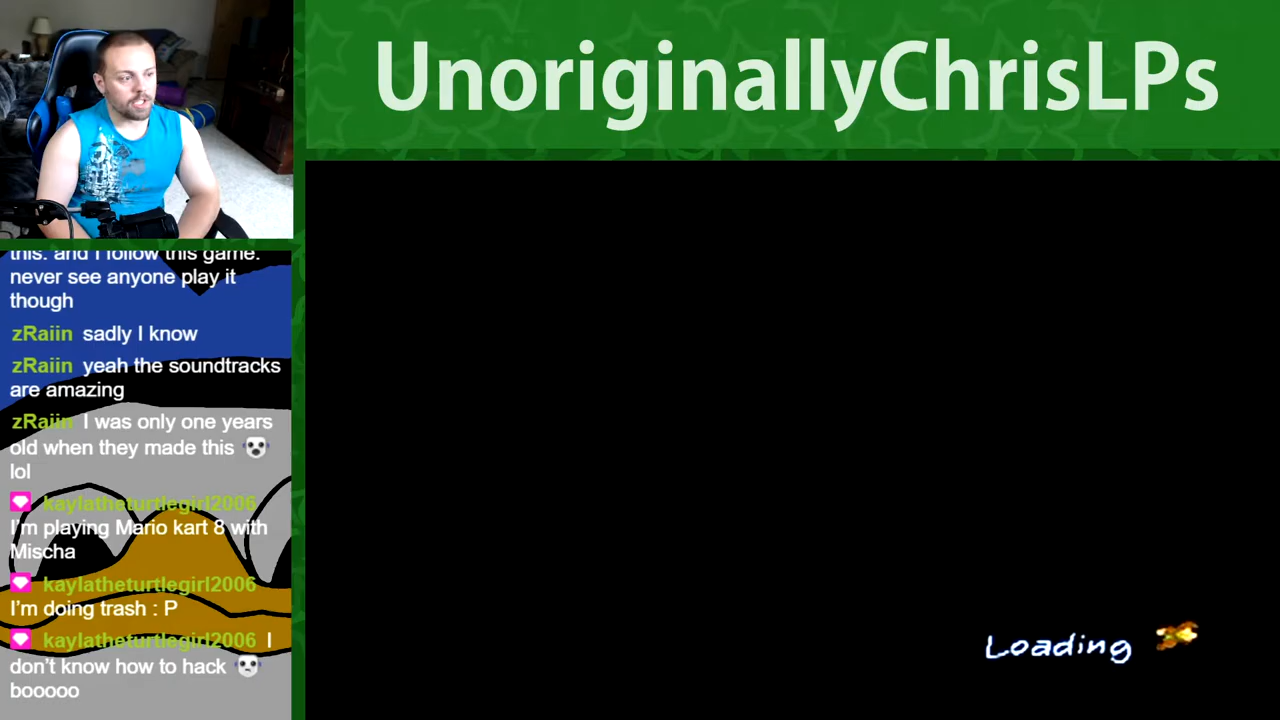 UnoriginallyChrisLPs
this. and I follow this game.
never see anyone play it
though
zRaiin sadly I know
zRaiin yeah the soundtracks
are amazing
zRaiin I was only one years
old when they made this
lol
kaylatheturtlegirl2006
I'm playing Mario kart 8 with
Mischa
kaylatheturtlegirl2006
I'm doing trash : P
kaylatheturtlegirl2006 I
don't know how to hack
booooo
Loading